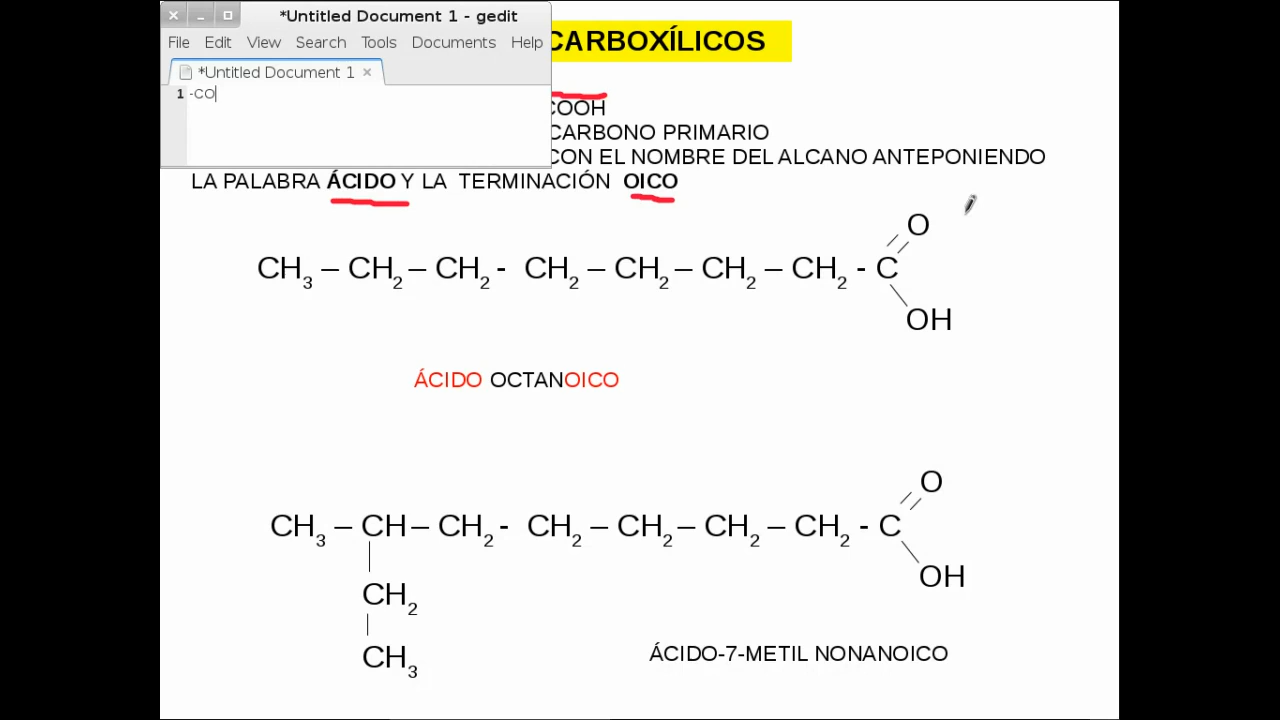 *Untitled Document 1 - gedit
File Edit View Search Tools Documents Help
*Untitled Document 1
1 -CO
CARBOXÍLICOS
COOH
CARBONO PRIMARIO
CON EL NOMBRE DEL ALCANO ANTEPONIENDO
LA PALABRA ÁCIDO Y LA TERMINACIÓN OICO
O
CH3 – CH2 – CH2 - CH2 – CH2 – CH2 – CH2 - C
OH
ÁCIDO OCTANOICO
O
CH3 – CH – CH2 - CH2 – CH2 – CH2 – CH2 - C
OH
CH2
CH3
ÁCIDO-7-METIL NONANOICO